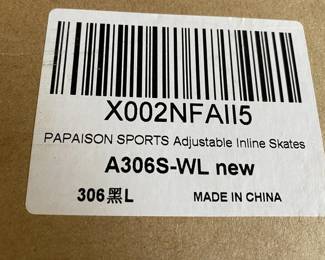 X002NFAII5
PAPAISON SPORTS Adjustable Inline Skates
A306S-WL new
306黑L
MADE IN CHINA